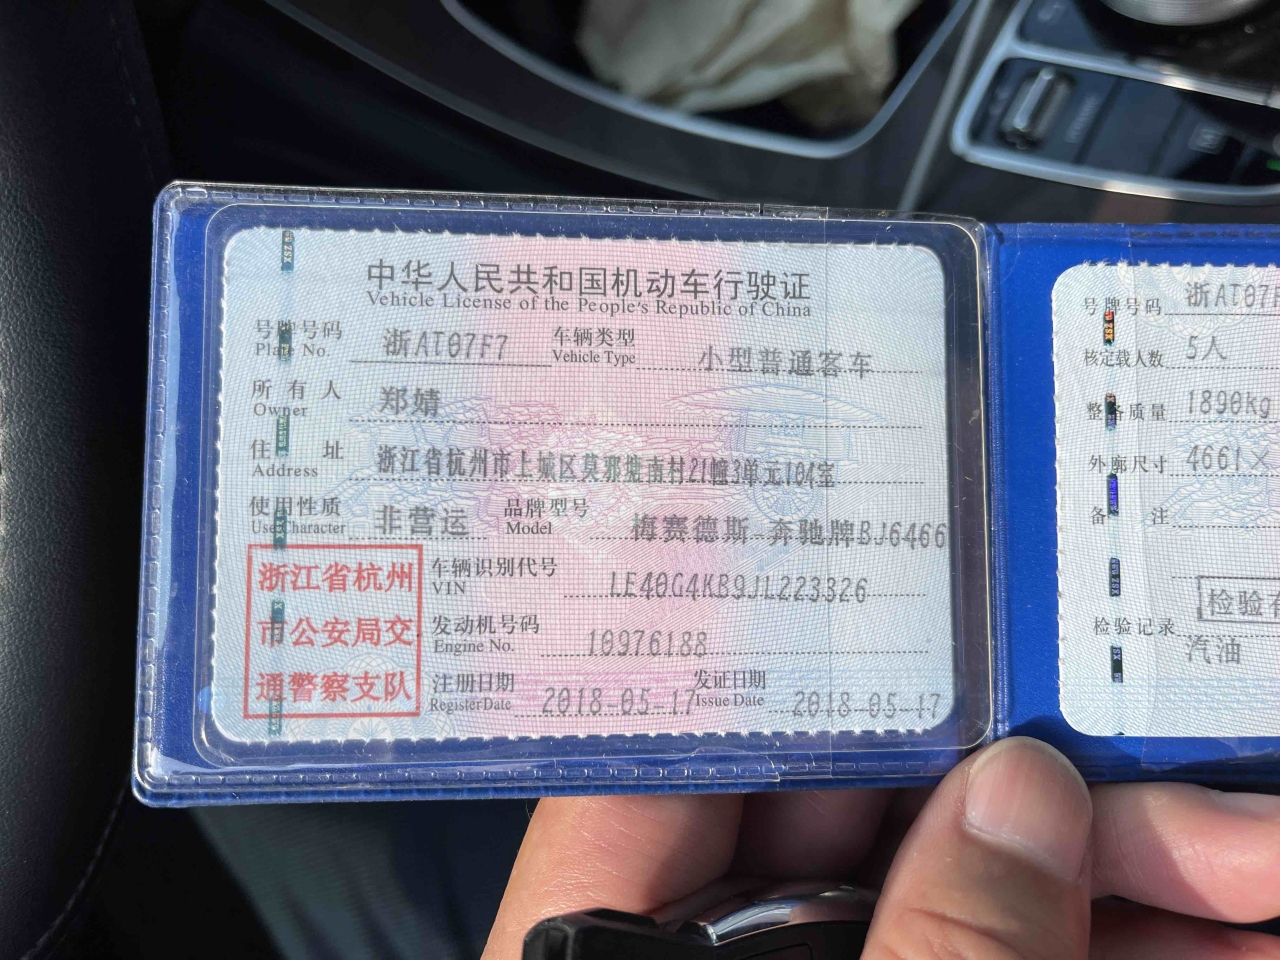 中华人民共和国机动车行驶证
Vehicle License of the People's Republic of China
号牌号码 浙AT07F7 车辆类型 小型普通客车
Plate No. Vehicle Type
所有人 郑婧
Owner
住址 浙江省杭州市上城区莫邪塘南村21幢3单元104室
Address
使用性质 非营运 品牌型号 梅赛德斯-奔驰牌BJ6466
Use Character Model
浙江省杭州
市公安局交
通警察支队
车辆识别代号 LE40G4KB9JL223326
VIN
发动机号码 10976188
Engine No.
注册日期 2018-05-17 发证日期 2018-05-17
Register Date Issue Date
号牌号码 浙AT07F
核定载人数 5人
整备质量 1890kg
外廓尺寸 4661×
备注
检验有
检验记录
汽油